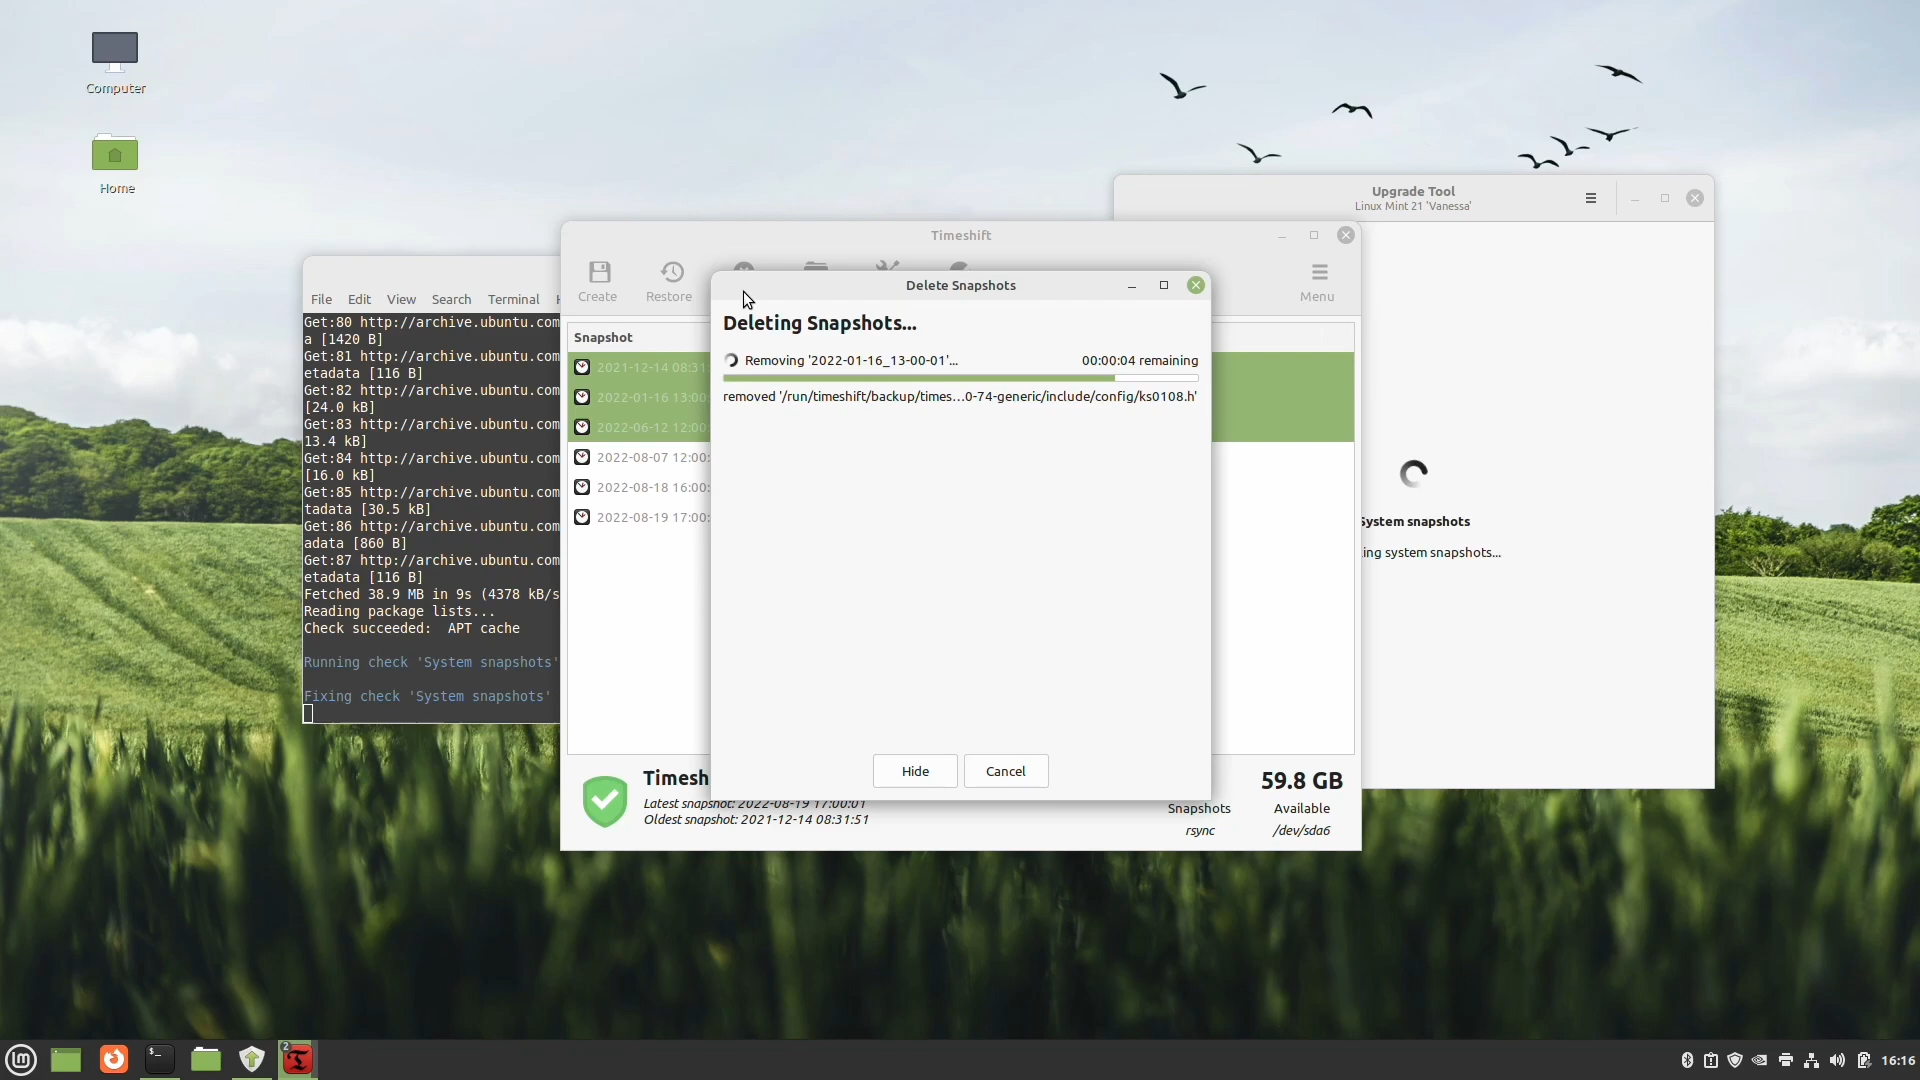 Computer
Home
Upgrade Tool
Linux Mint 21 'Vanessa'
System snapshots
ing system snapshots...
Timeshift
Create
Restore
Menu
Snapshot
2021-12-14 08:31
2022-01-16 13:00:
2022-06-12 12:00:
2022-08-07 12:00:
2022-08-18 16:00:
2022-08-19 17:00:
Delete Snapshots
Deleting Snapshots...
Removing '2022-01-16_13-00-01'... 00:00:04 remaining
removed '/run/timeshift/backup/times...0-74-generic/include/config/ks0108.h'
Hide
Cancel
Timesh
Latest snapshot: 2022-08-19 17:00:01
Oldest snapshot: 2021-12-14 08:31:51
Snapshots
rsync
59.8 GB
Available
/dev/sda6
File Edit View Search Terminal
Get:80 http://archive.ubuntu.com
a [1420 B]
Get:81 http://archive.ubuntu.com
etadata [116 B]
Get:82 http://archive.ubuntu.com
[24.0 kB]
Get:83 http://archive.ubuntu.com
13.4 kB]
Get:84 http://archive.ubuntu.com
[16.0 kB]
Get:85 http://archive.ubuntu.com
tadata [30.5 kB]
Get:86 http://archive.ubuntu.com
adata [860 B]
Get:87 http://archive.ubuntu.com
etadata [116 B]
Fetched 38.9 MB in 9s (4378 kB/s
Reading package lists...
Check succeeded:  APT cache
Running check 'System snapshots'
Fixing check 'System snapshots'
2
16:16